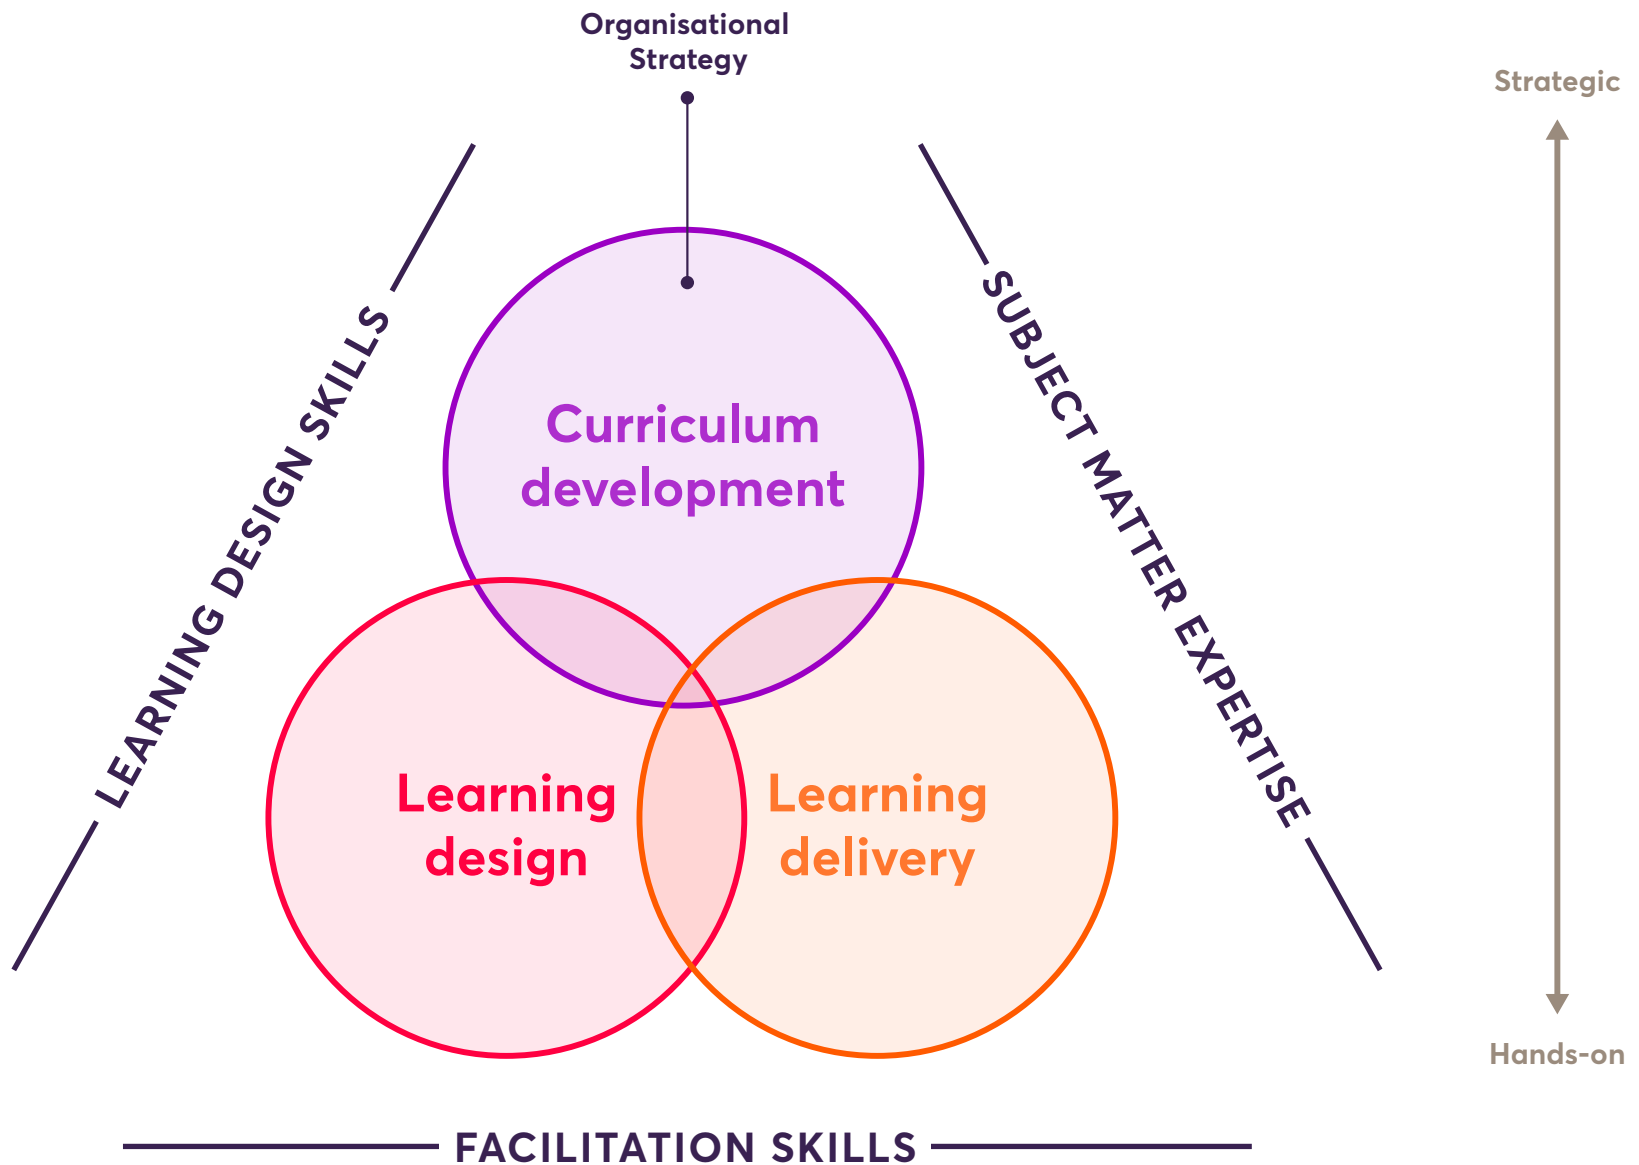 Organisational
Strategy
Strategic
LEARNING DESIGN SKILLS
SUBJECT MATTER EXPERTISE
Curriculum
development
Learning
design
Learning
delivery
Hands-on
FACILITATION SKILLS